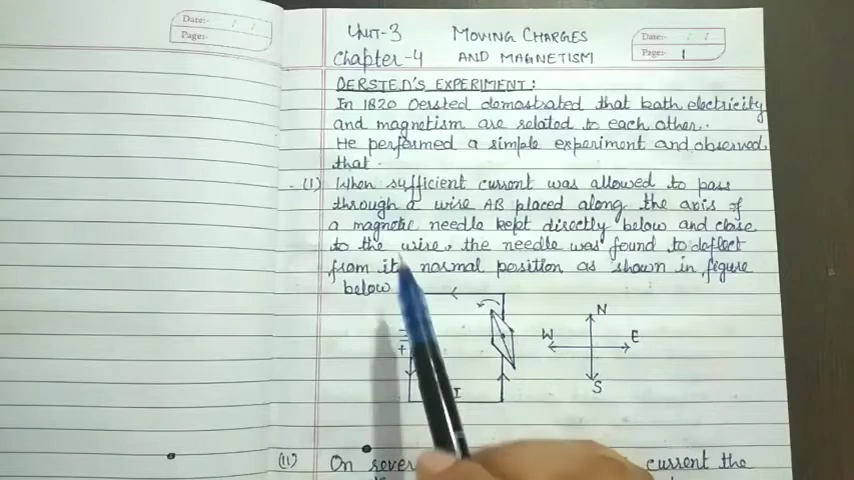 Date:
Page:
Unit-3 MOVING CHARGES
Chapter-4 AND MAGNETISM
Date:
Page: 1
OERSTED'S EXPERIMENT:
In 1820 Oersted demostrated that both electricity
and magnetism are related to each other.
He performed a simple experiment and observed
that.
(I) When sufficient current was allowed to pass
through a wire AB placed along the axis of
a magnetic needle kept directly below and close
to the wire, the needle was found to deflect
from its normal position as shown in figure
below
N
W E
+
S
I
(II) On current the